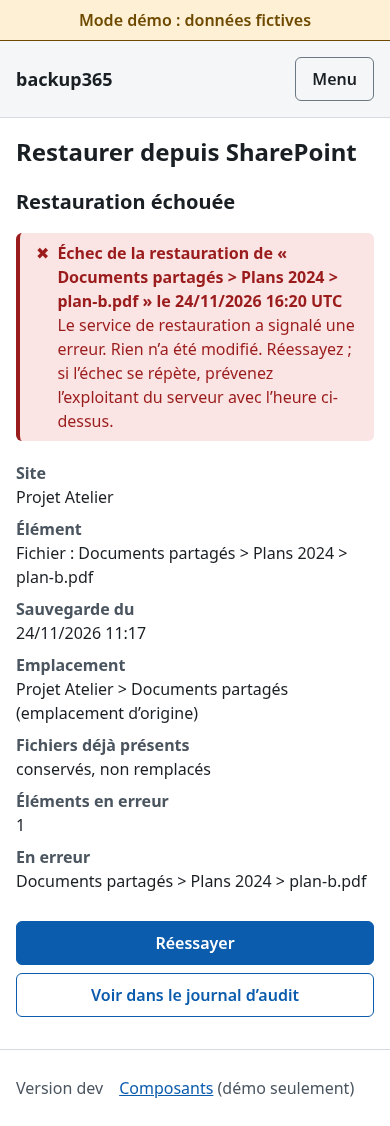 Mode démo : données fictives
backup365
Menu
Restaurer depuis SharePoint
Restauration échouée
✖ Échec de la restauration de «
Documents partagés > Plans 2024 >
plan-b.pdf » le 24/11/2026 16:20 UTC
Le service de restauration a signalé une
erreur. Rien n’a été modifié. Réessayez ;
si l’échec se répète, prévenez
l’exploitant du serveur avec l’heure ci-
dessus.
Site
Projet Atelier
Élément
Fichier : Documents partagés > Plans 2024 >
plan-b.pdf
Sauvegarde du
24/11/2026 11:17
Emplacement
Projet Atelier > Documents partagés
(emplacement d’origine)
Fichiers déjà présents
conservés, non remplacés
Éléments en erreur
1
En erreur
Documents partagés > Plans 2024 > plan-b.pdf
Réessayer
Voir dans le journal d’audit
Version dev Composants (démo seulement)